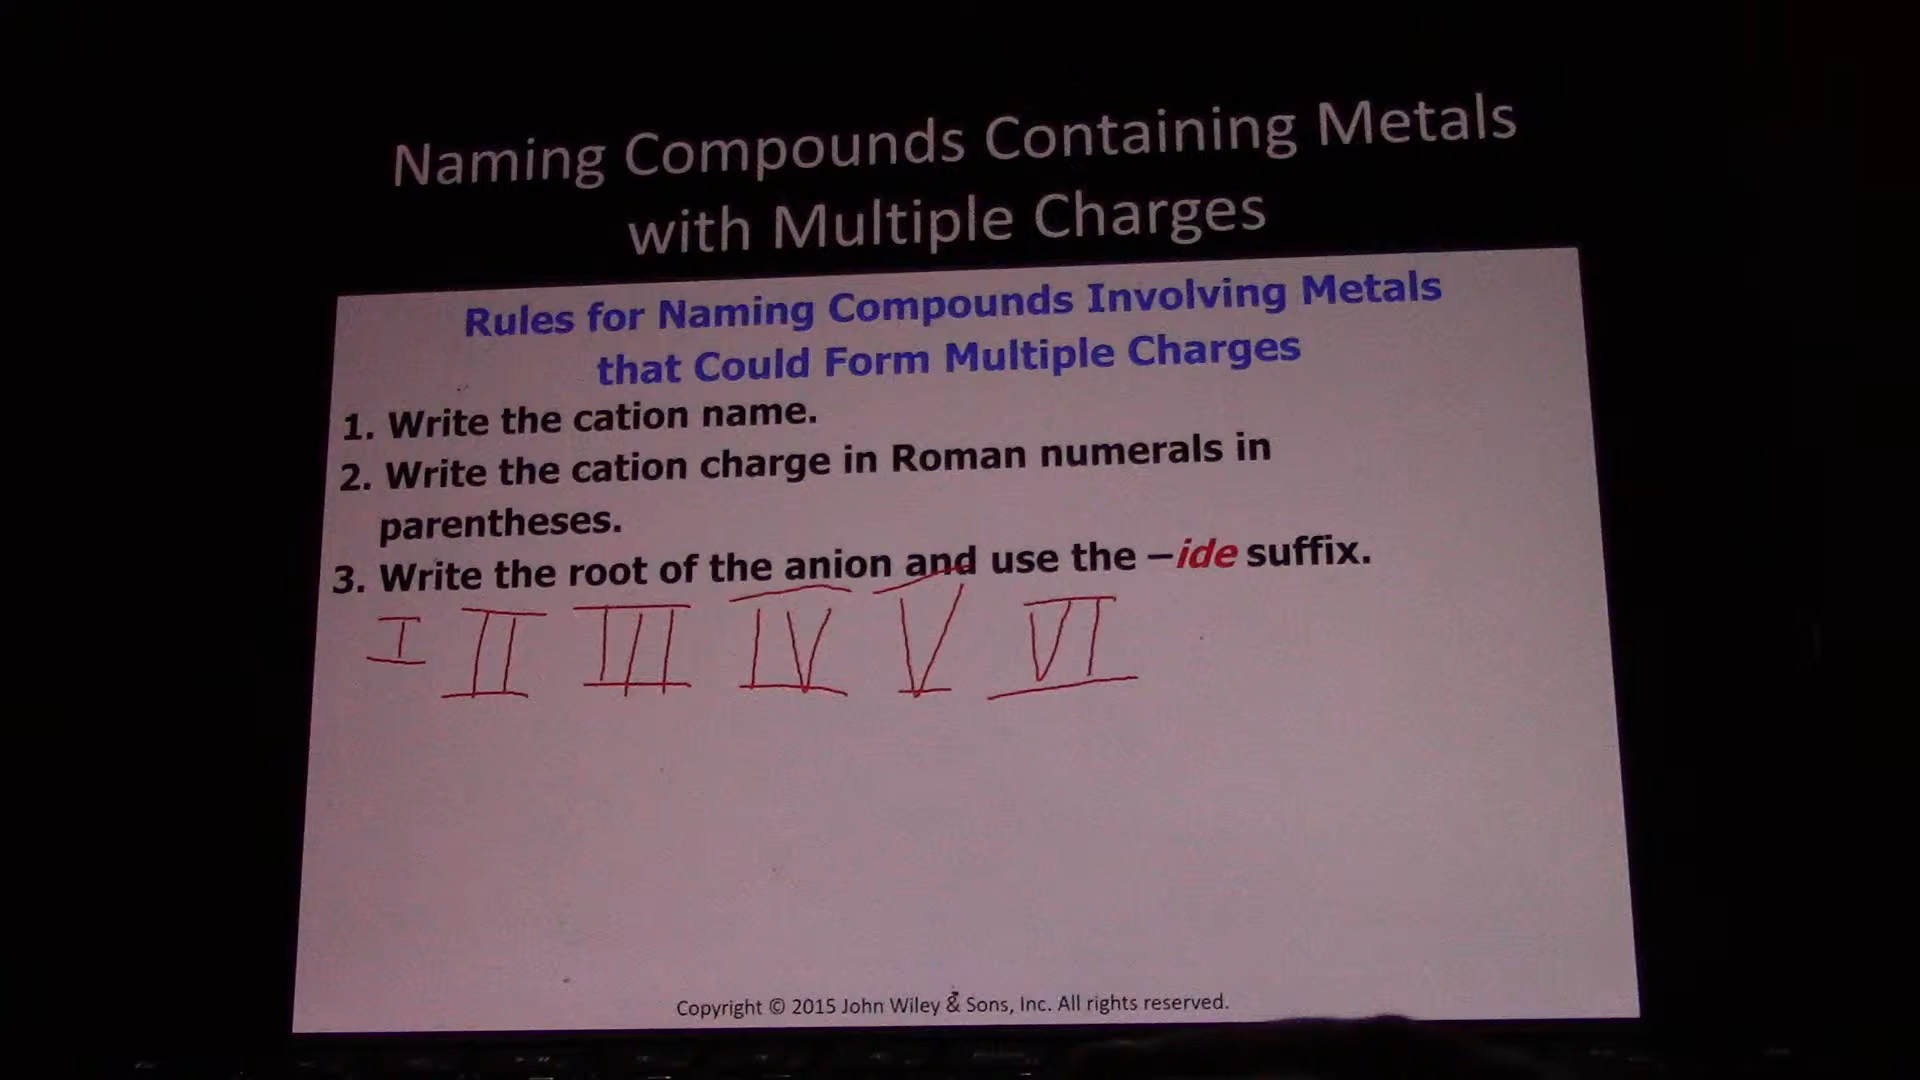 Naming Compounds Containing Metals
with Multiple Charges
Rules for Naming Compounds Involving Metals
that Could Form Multiple Charges
1. Write the cation name.
2. Write the cation charge in Roman numerals in
parentheses.
3. Write the root of the anion and use the –ide suffix.
I II III IV V VI
Copyright © 2015 John Wiley & Sons, Inc. All rights reserved.